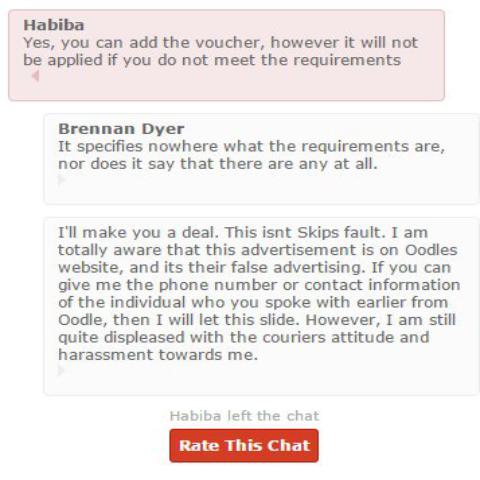 Habiba
Yes, you can add the voucher, however it will not
be applied if you do not meet the requirements
Brennan Dyer
It specifies nowhere what the requirements are,
nor does it say that there are any at all.
I'll make you a deal. This isnt Skips fault. I am
totally aware that this advertisement is on Oodles
website, and its their false advertising. If you can
give me the phone number or contact information
of the individual who you spoke with earlier from
Oodle, then I will let this slide. However, I am still
quite displeased with the couriers attitude and
harassment towards me.
Habiba left the chat
Rate This Chat